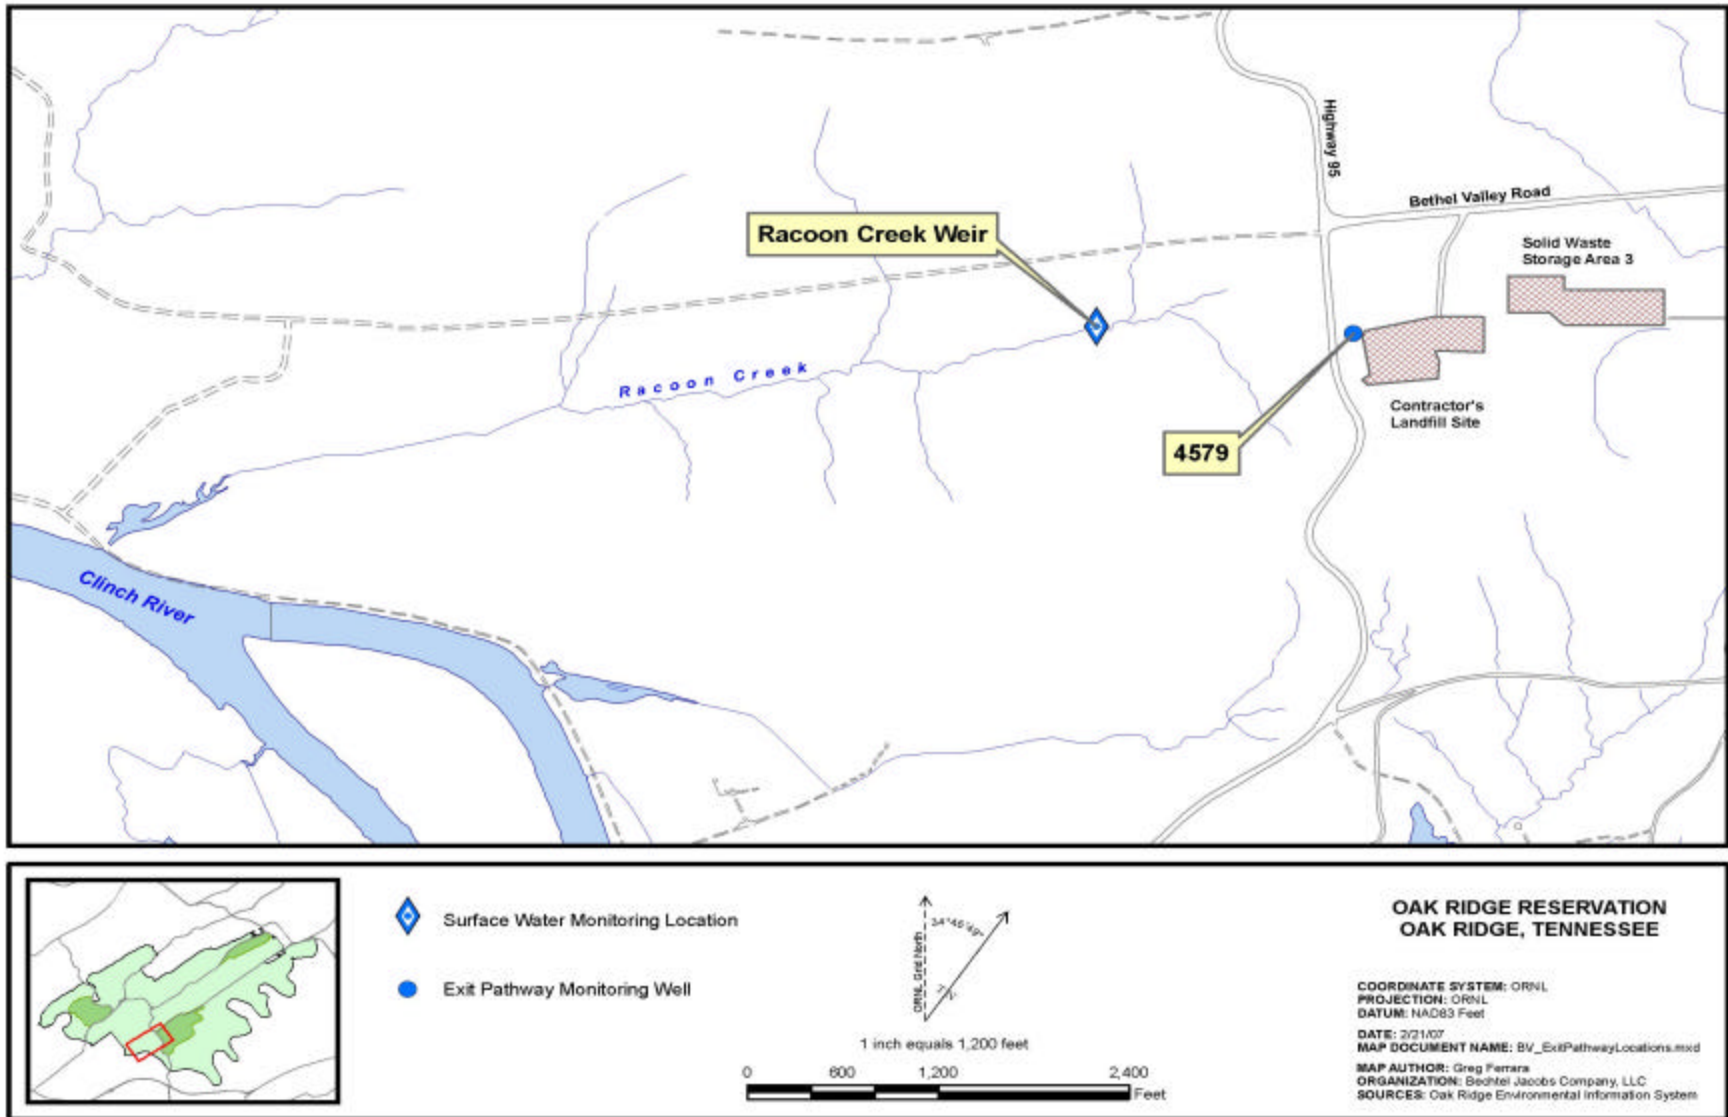 Highway 95
Bethel Valley Road
Racoon Creek Weir
Solid Waste
Storage Area 3
Racoon Creek
Contractor's
Landfill Site
4579
Clinch River
Surface Water Monitoring Location
Exit Pathway Monitoring Well
ORNL Grid North
1 inch equals 1,200 feet
0 600 1,200 2,400
Feet
OAK RIDGE RESERVATION
OAK RIDGE, TENNESSEE
COORDINATE SYSTEM: ORNL
PROJECTION: ORNL
DATUM: NAD83 Feet
DATE: 2/21/07
MAP DOCUMENT NAME: BV_ExitPathwayLocations.mxd
MAP AUTHOR: Greg Ferrara
ORGANIZATION: Bechtel Jacobs Company, LLC
SOURCES: Oak Ridge Environmental Information System